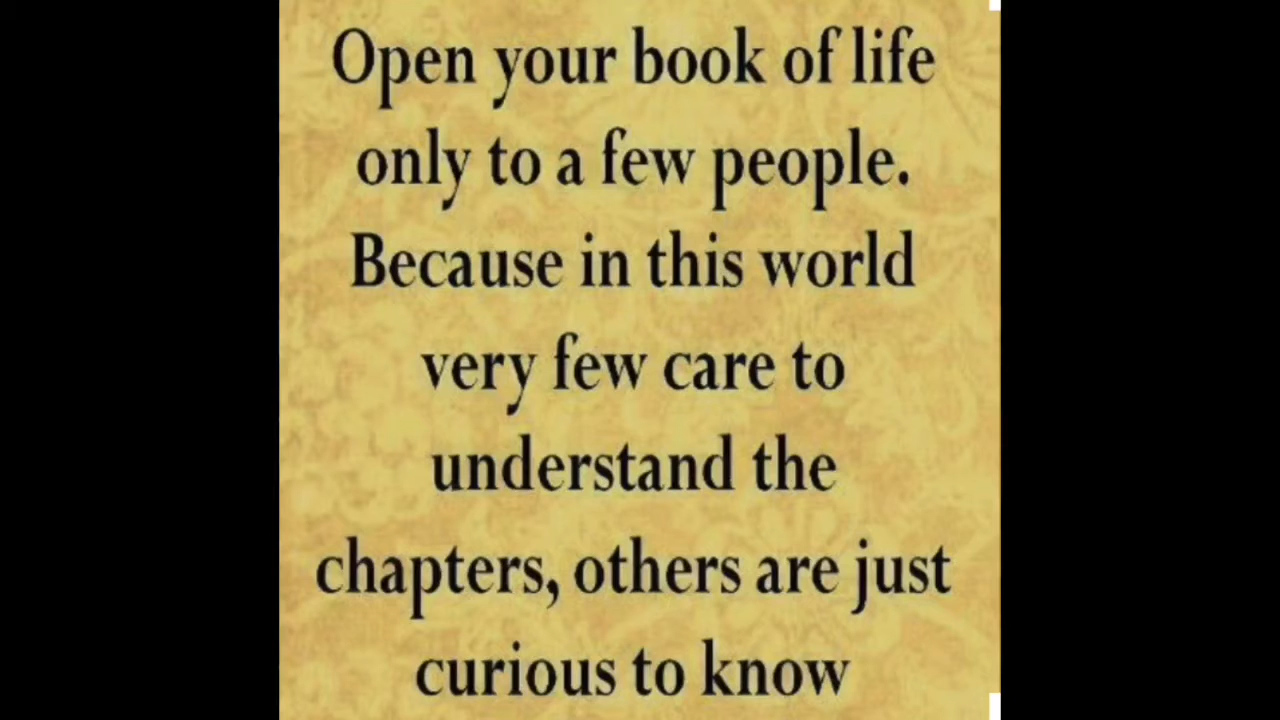 Open your book of life
only to a few people.
Because in this world
very few care to
understand the
chapters, others are just
curious to know